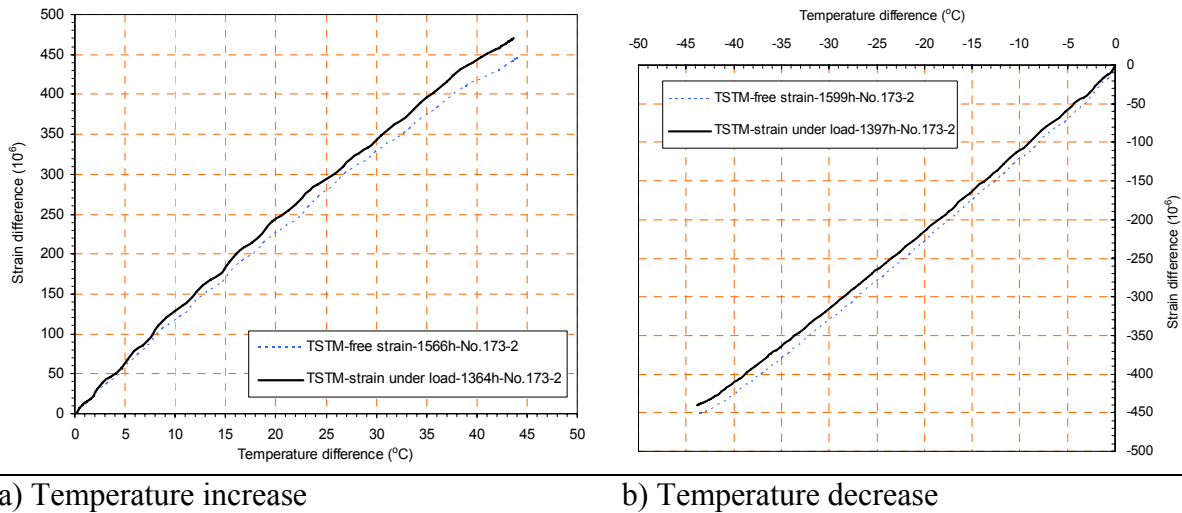 500
450
400
350
300
250
200
150
100
50
0
Strain difference (10⁶)
0 5 10 15 20 25 30 35 40 45 50
Temperature difference (°C)
TSTM-free strain-1566h-No.173-2
TSTM-strain under load-1364h-No.173-2
Temperature difference (°C)
-50 -45 -40 -35 -30 -25 -20 -15 -10 -5 0
0
-50
-100
-150
-200
-250
-300
-350
-400
-450
-500
Strain difference (10⁻⁶)
TSTM-free strain-1599h-No.173-2
TSTM-strain under load-1397h-No.173-2
a) Temperature increase
b) Temperature decrease